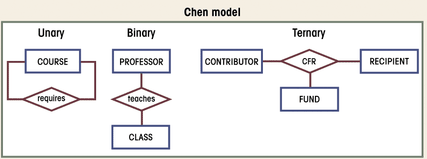 Chen model
Unary
Binary
Ternary
COURSE
PROFESSOR
CONTRIBUTOR
CFR
RECIPIENT
requires
teaches
FUND
CLASS